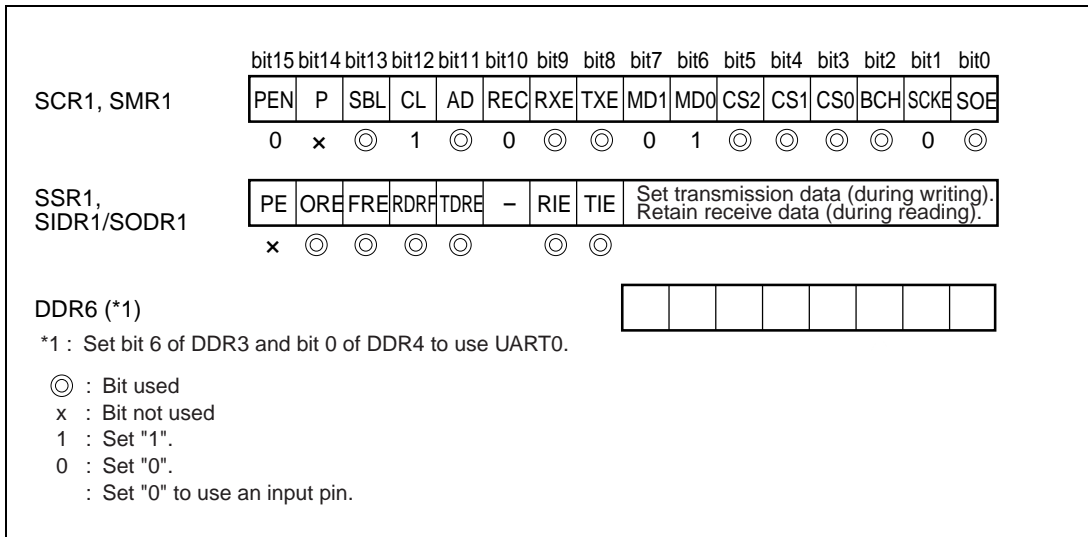 bit15 bit14 bit13 bit12 bit11 bit10 bit9 bit8 bit7 bit6 bit5 bit4 bit3 bit2 bit1 bit0
SCR1, SMR1 PEN P SBL CL AD REC RXE TXE MD1 MD0 CS2 CS1 CS0 BCH SCKE SOE
0 × ◎ 1 ◎ 0 ◎ ◎ 0 1 ◎ ◎ ◎ ◎ 0 ◎
SSR1,
SIDR1/SODR1 PE ORE FRE RDRF TDRE – RIE TIE
Set transmission data (during writing).
Retain receive data (during reading).
× ◎ ◎ ◎ ◎ ◎ ◎
DDR6 (*1)
*1 : Set bit 6 of DDR3 and bit 0 of DDR4 to use UART0.
◎ : Bit used
x : Bit not used
1 : Set "1".
0 : Set "0".
: Set "0" to use an input pin.